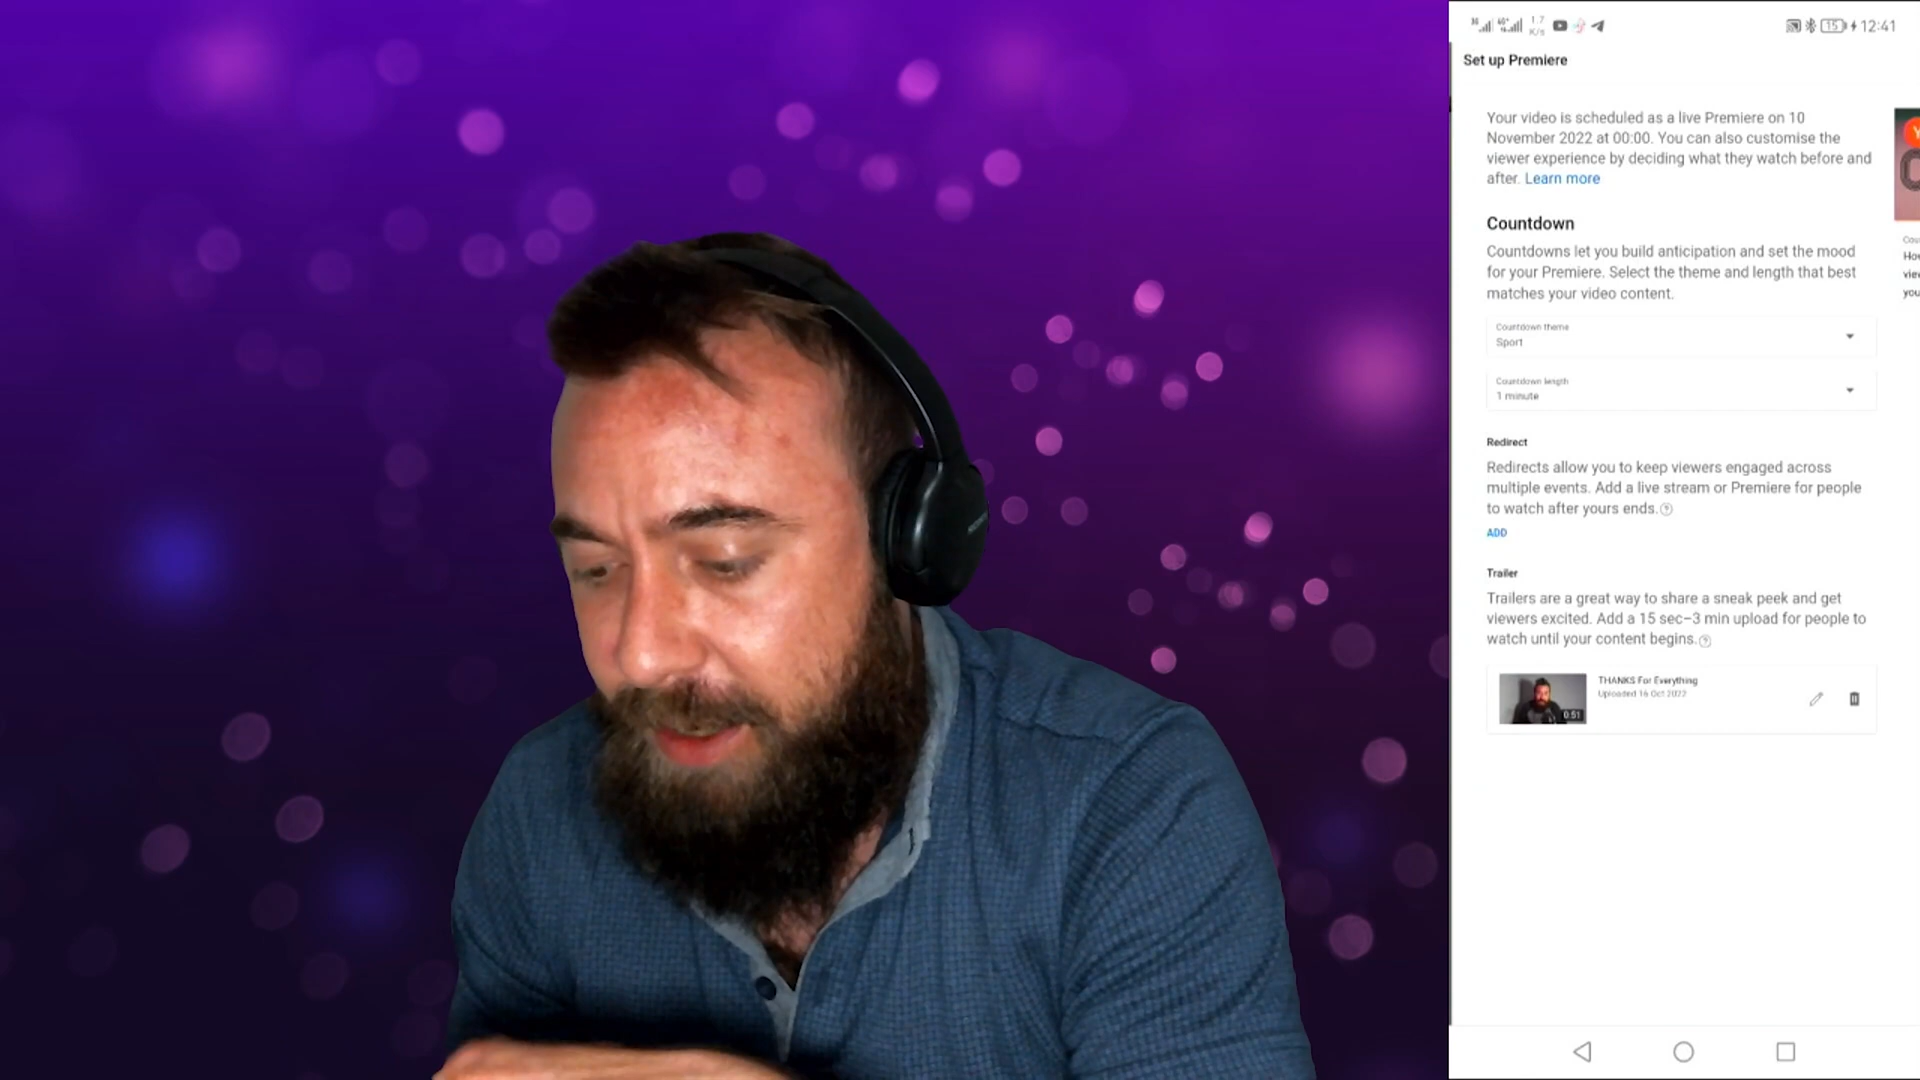 1.7
K/s
15
12:41
Set up Premiere
Your video is scheduled as a live Premiere on 10
November 2022 at 00:00. You can also customise the
viewer experience by deciding what they watch before and
after. Learn more
Countdown
Countdowns let you build anticipation and set the mood
for your Premiere. Select the theme and length that best
matches your video content.
Countdown theme
Sport
Countdown length
1 minute
Redirect
Redirects allow you to keep viewers engaged across
multiple events. Add a live stream or Premiere for people
to watch after yours ends.
ADD
Trailer
Trailers are a great way to share a sneak peek and get
viewers excited. Add a 15 sec–3 min upload for people to
watch until your content begins.
0:51
THANKS For Everything
Uploaded 16 Oct 2022